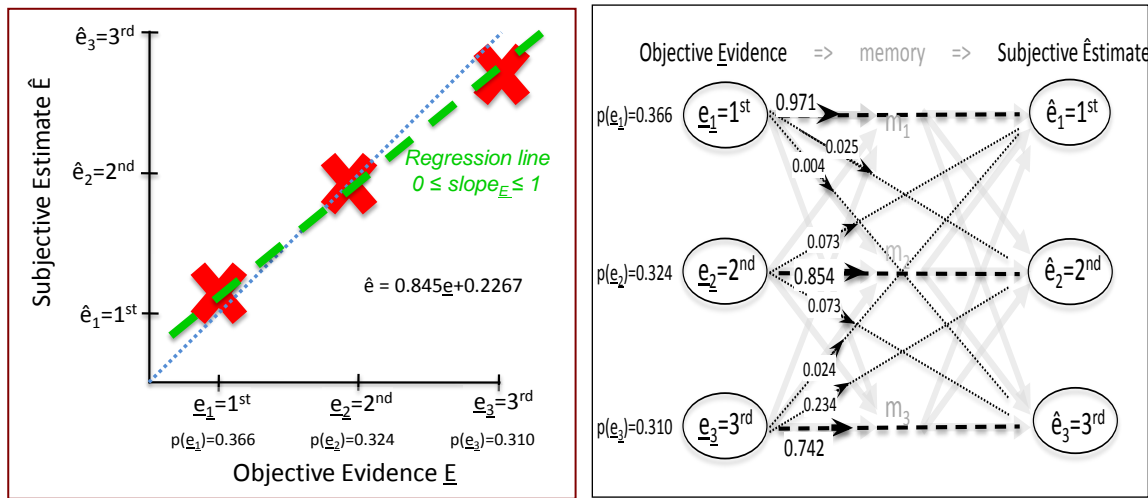 ê₃=3ʳᵈ
ê₂=2ⁿᵈ
ê₁=1ˢᵗ
Subjective Estimate Ê
Regression line
0 ≤ slope_E ≤ 1
ê = 0.845e+0.2267
e₁=1ˢᵗ e₂=2ⁿᵈ e₃=3ʳᵈ
p(e₁)=0.366 p(e₂)=0.324 p(e₃)=0.310
Objective Evidence E
Objective Evidence => memory => Subjective Êstimate
p(e₁)=0.366 e₁=1ˢᵗ 0.971 m₁ ê₁=1ˢᵗ
0.025
0.004
0.073
p(e₂)=0.324 e₂=2ⁿᵈ 0.854 ê₂=2ⁿᵈ
0.073
0.024
0.234
p(e₃)=0.310 e₃=3ʳᵈ m₃ ê₃=3ʳᵈ
0.742